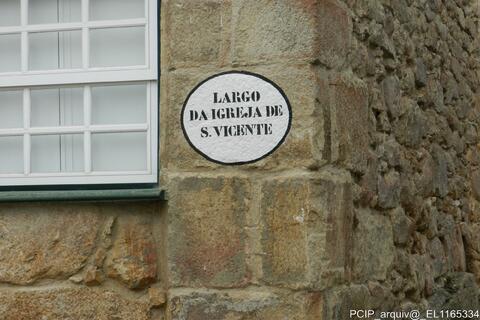 LARGO
DA IGREJA DE
S. VICENTE
PCIP_arquiv@_EL1165334